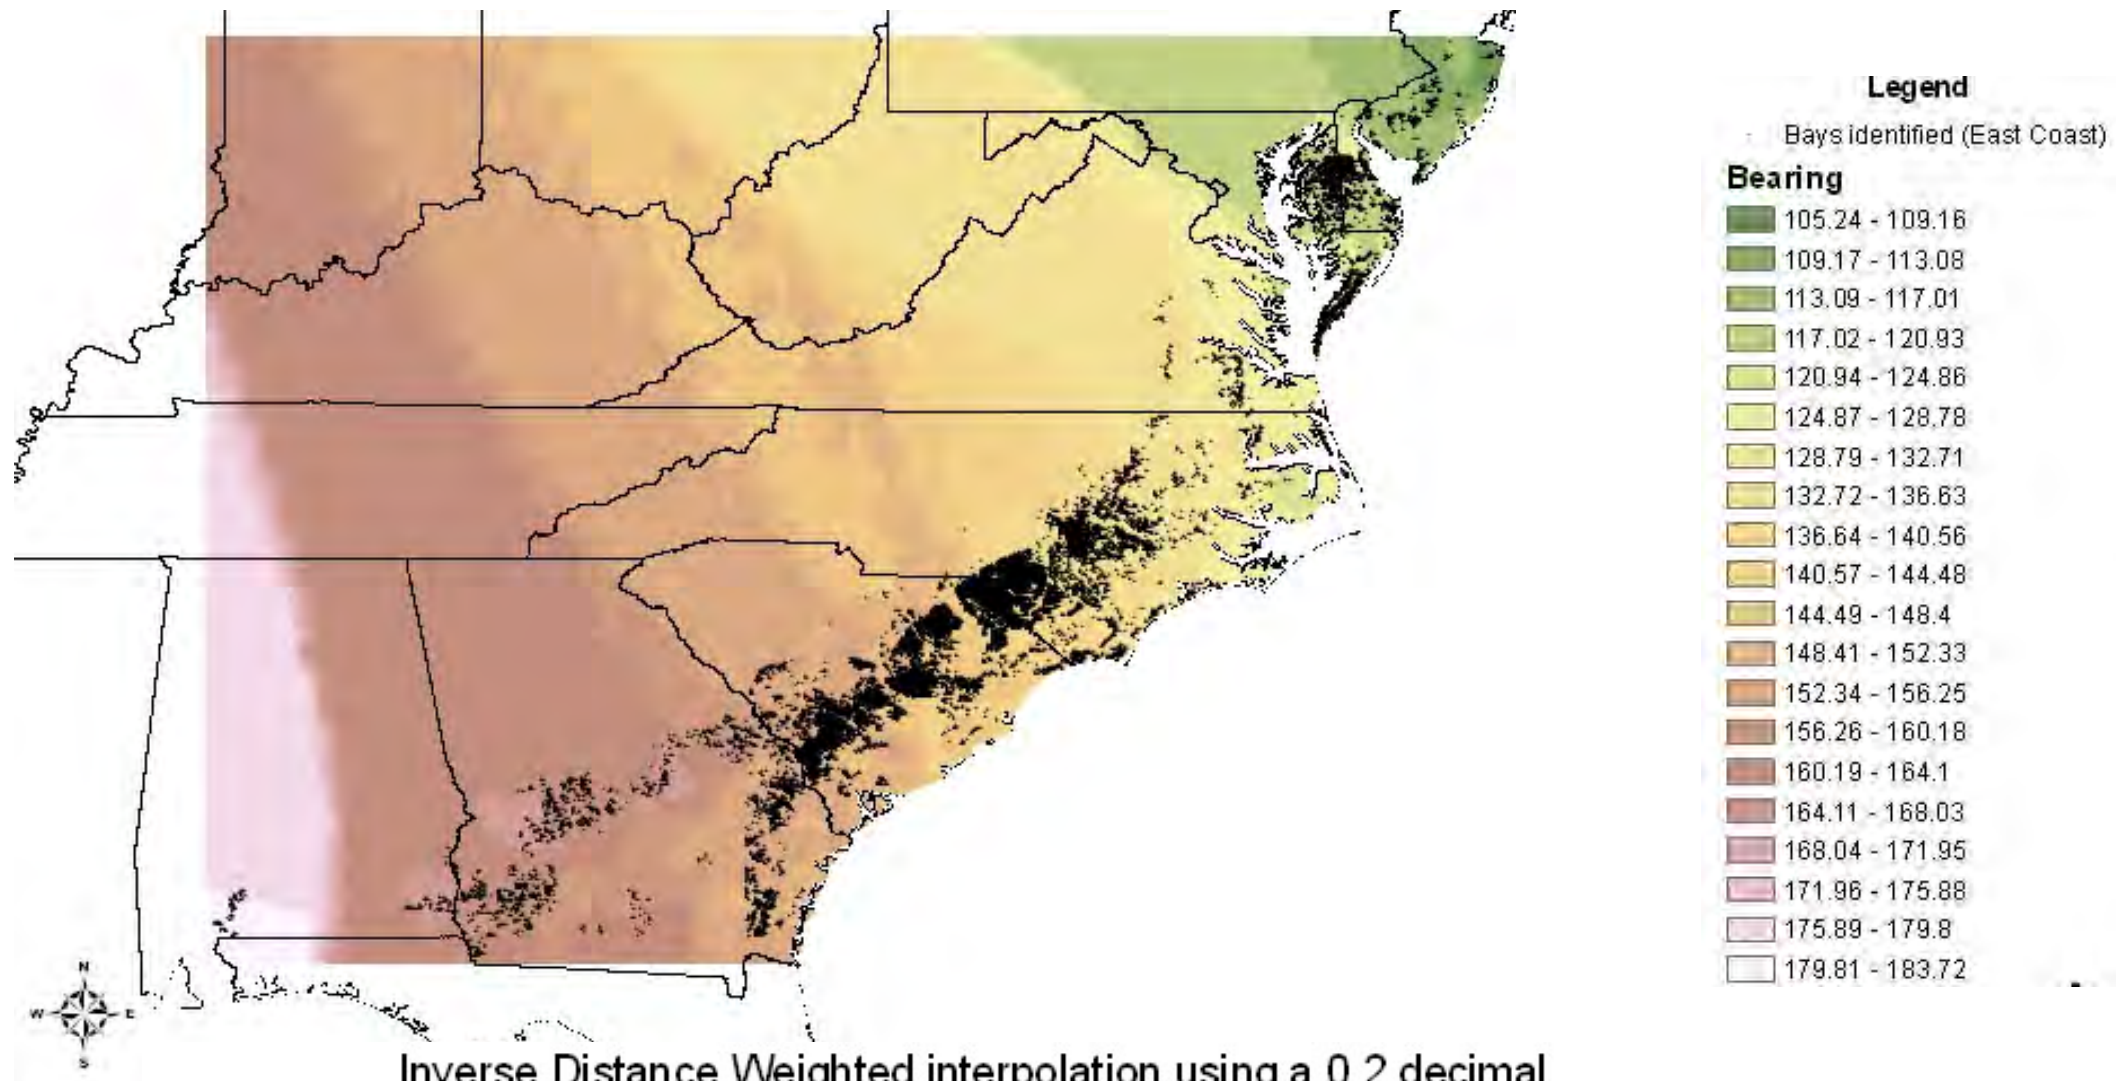 Legend
Bays identified (East Coast)
Bearing
105.24 - 109.16
109.17 - 113.08
113.09 - 117.01
117.02 - 120.93
120.94 - 124.86
124.87 - 128.78
128.79 - 132.71
132.72 - 136.63
136.64 - 140.56
140.57 - 144.48
144.49 - 148.4
148.41 - 152.33
152.34 - 156.25
156.26 - 160.18
160.19 - 164.1
164.11 - 168.03
168.04 - 171.95
171.96 - 175.88
175.89 - 179.8
179.81 - 183.72
N
W E
S
Inverse Distance Weighted interpolation using a 0.2 decimal